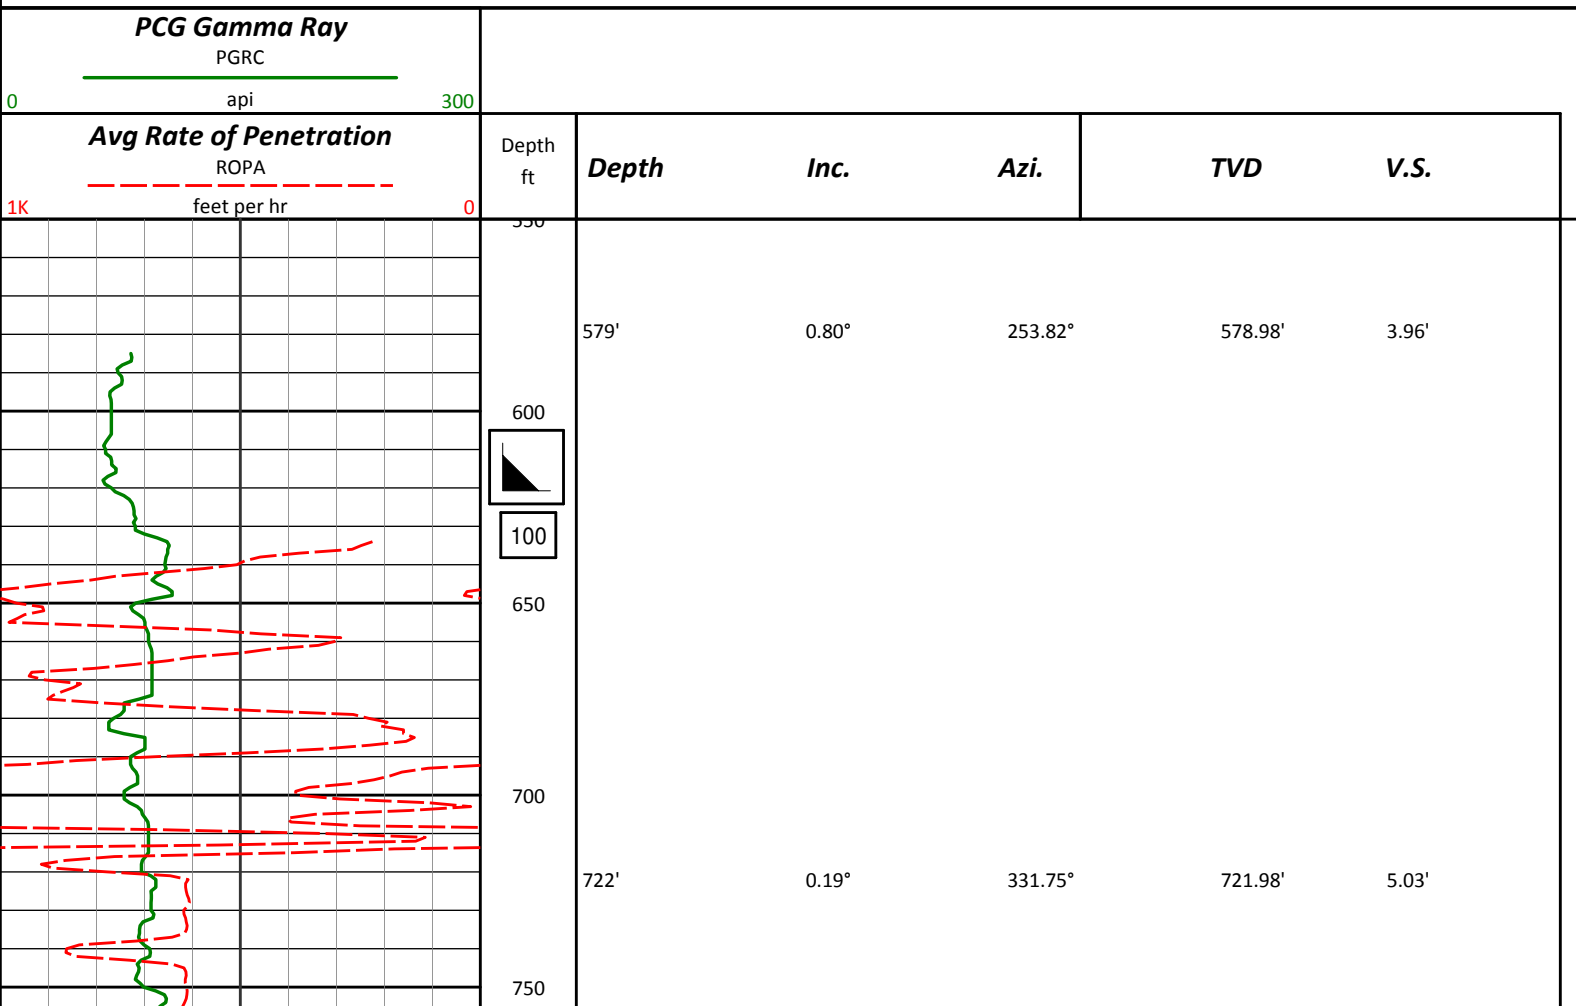 PCG Gamma Ray
PGRC
0 api 300
Avg Rate of Penetration
ROPA
1K feet per hr 0
Depth
ft
Depth Inc. Azi. TVD V.S.
550
579' 0.80° 253.82° 578.98' 3.96'
600
100
650
700
722' 0.19° 331.75° 721.98' 5.03'
750